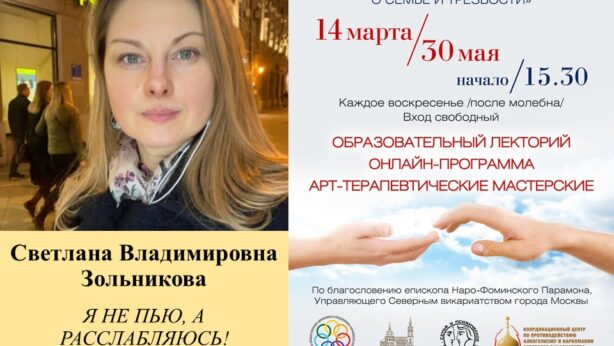 Светлана Владимировна
Зольникова
Я НЕ ПЬЮ, А
РАССЛАБЛЯЮСЬ!
О СЕМЬЕ И ТРЕЗВОСТИ»
14 марта/30 мая
начало/15.30
Каждое воскресенье /после молебна/
Вход свободный
ОБРАЗОВАТЕЛЬНЫЙ ЛЕКТОРИЙ
ОНЛАЙН-ПРОГРАММА
АРТ-ТЕРАПЕВТИЧЕСКИЕ МАСТЕРСКИЕ
По благословению епископа Наро-Фоминского Парамона,
Управляющего Северным викариатством города Москвы
КООРДИНАЦИОННЫЙ ЦЕНТР
ПО ПРОТИВОДЕЙСТВИЮ
АЛКОГОЛИЗМУ И НАРКОМАНИИ